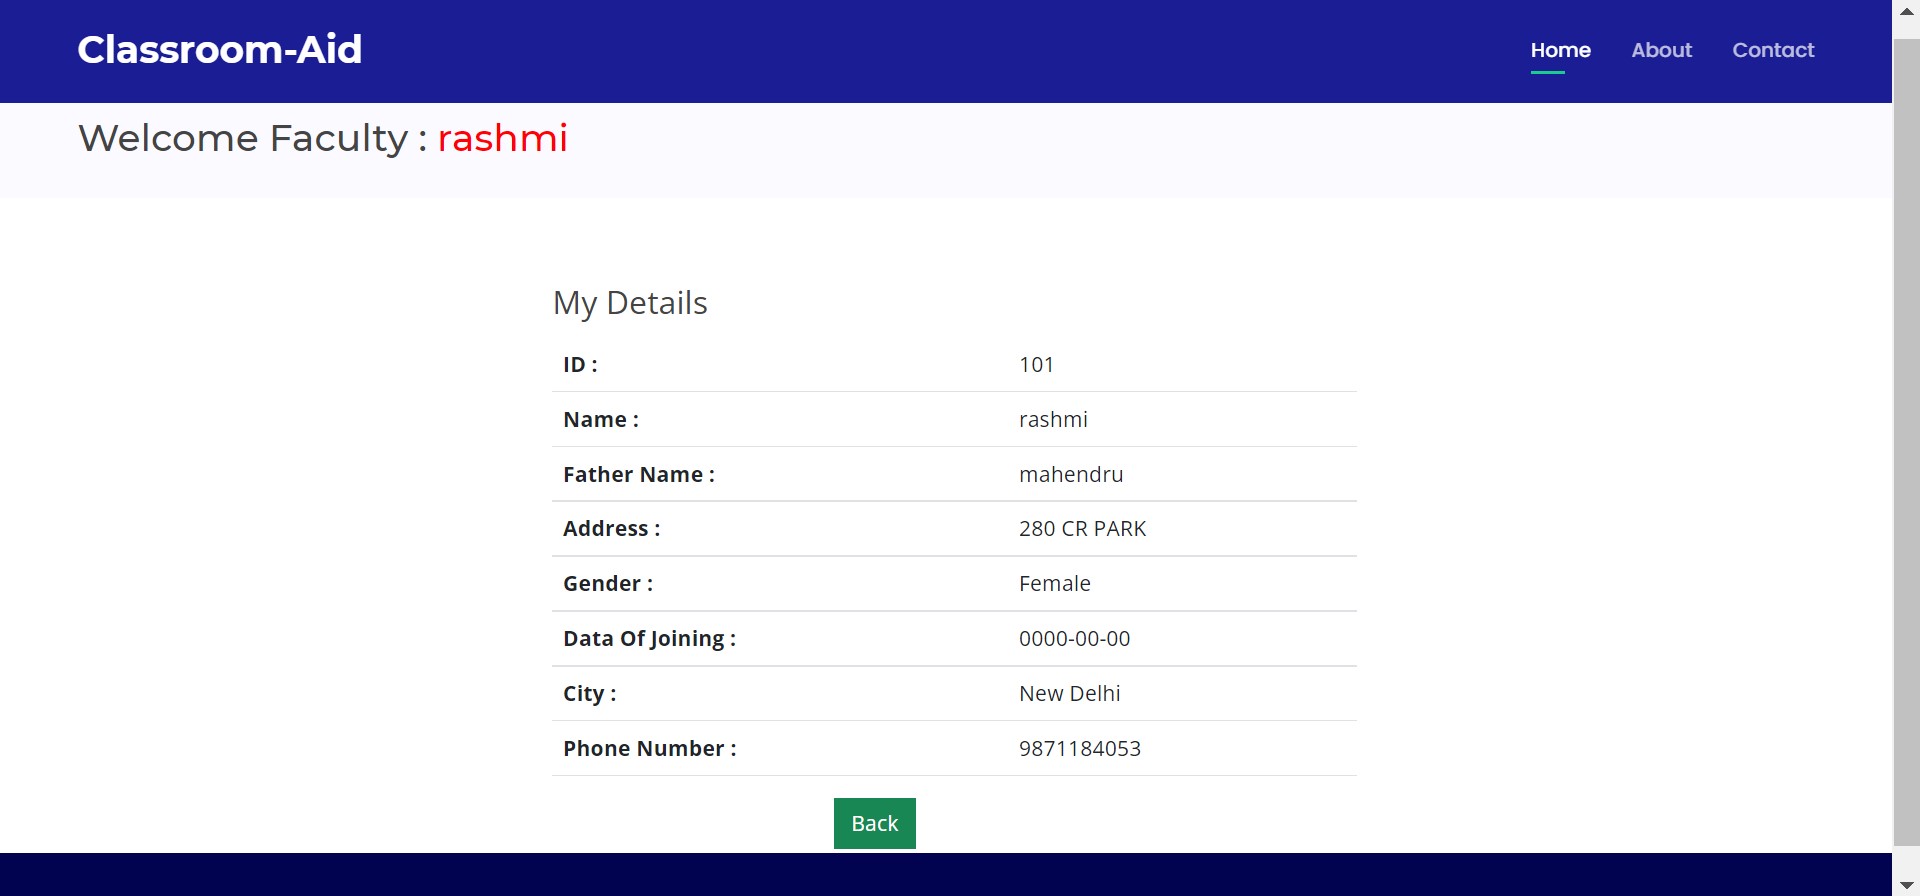 Classroom-Aid
Home About Contact
Welcome Faculty : rashmi
My Details
ID : 101
Name : rashmi
Father Name : mahendru
Address : 280 CR PARK
Gender : Female
Data Of Joining : 0000-00-00
City : New Delhi
Phone Number : 9871184053
Back